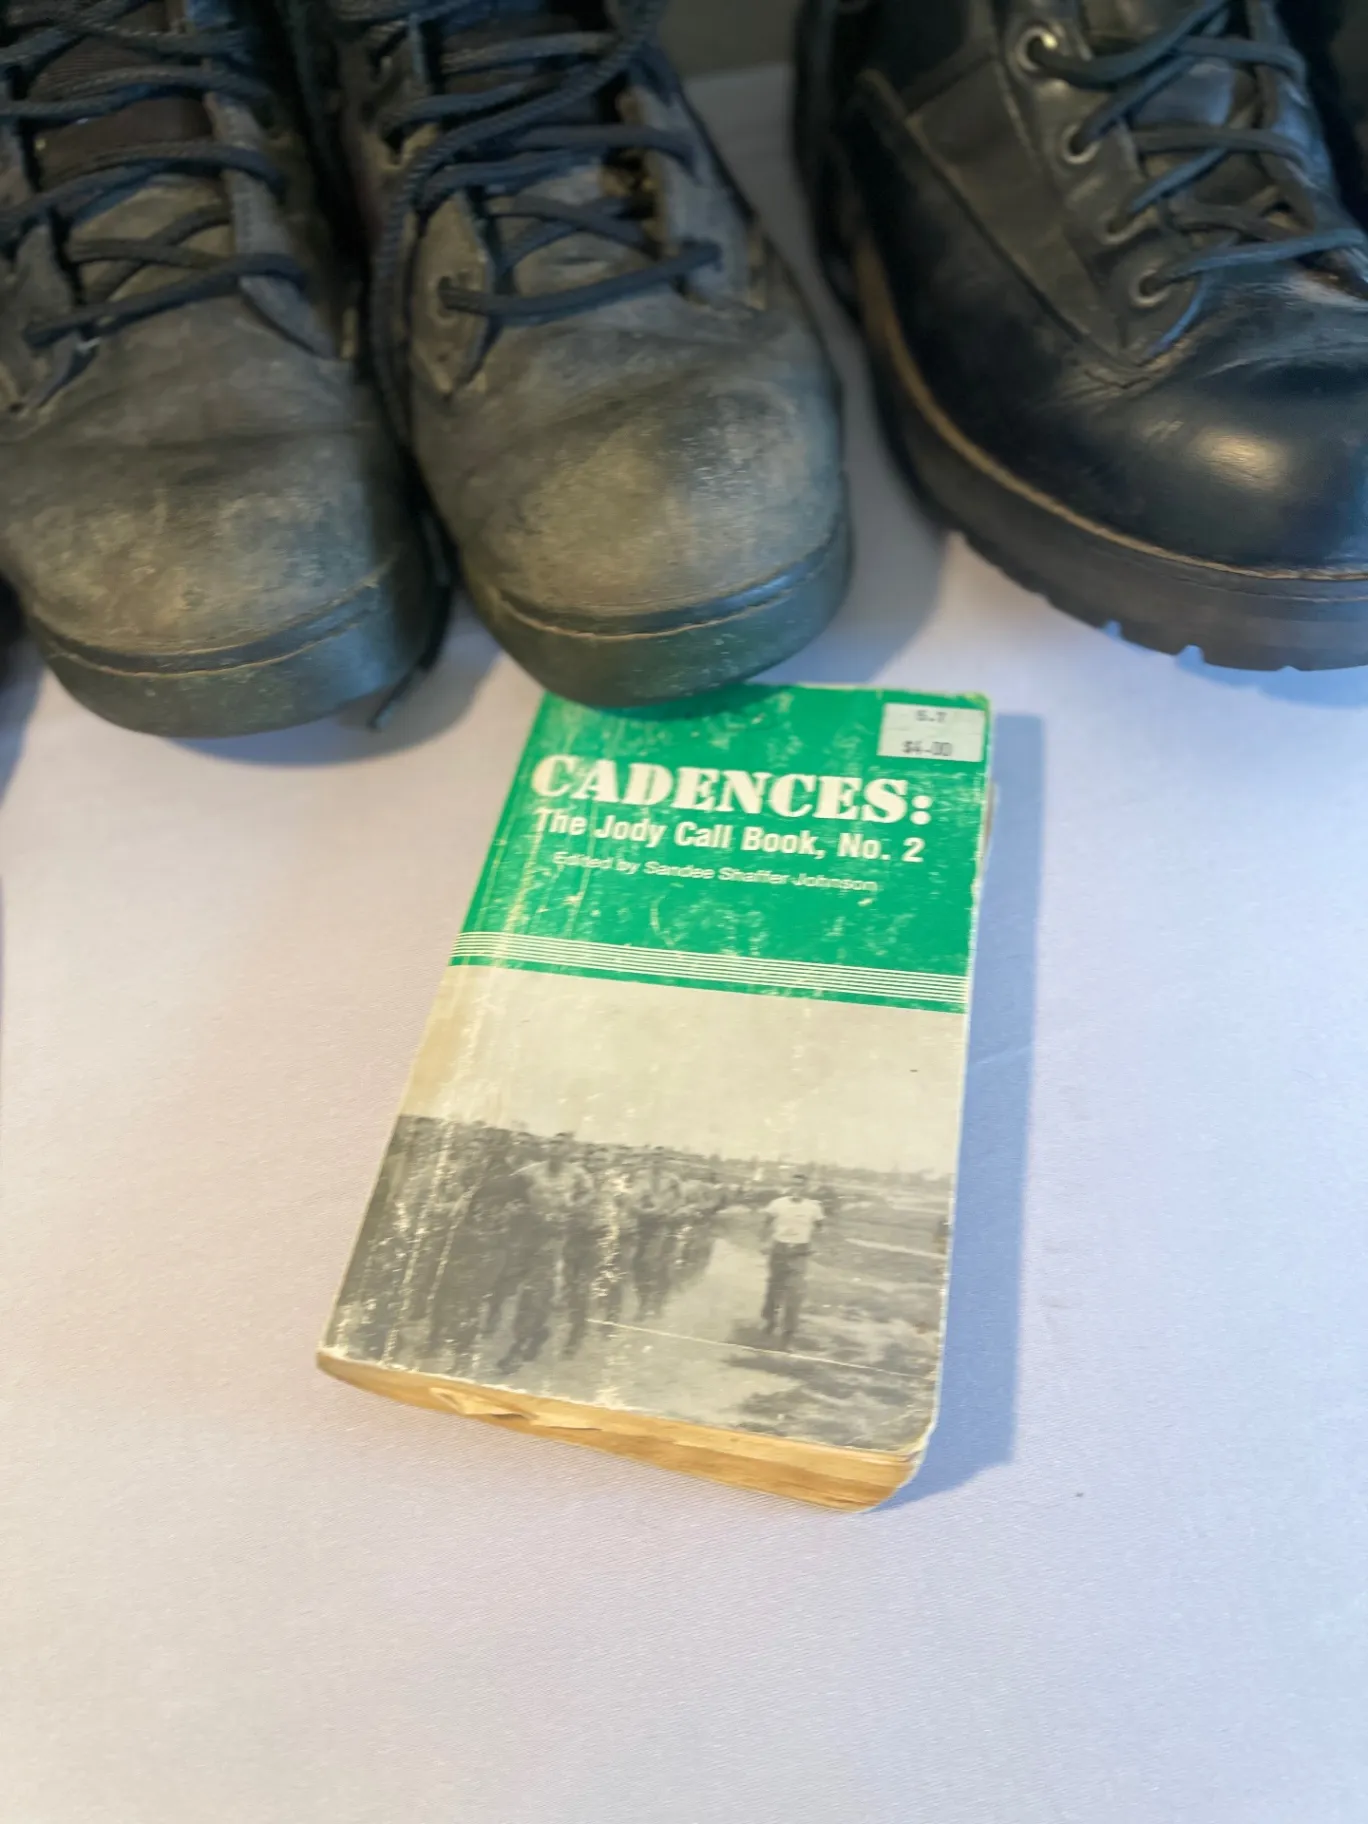 $4.00
CADENCES:
The Jody Call Book, No. 2
Edited by Sandee Shaffer Johnson